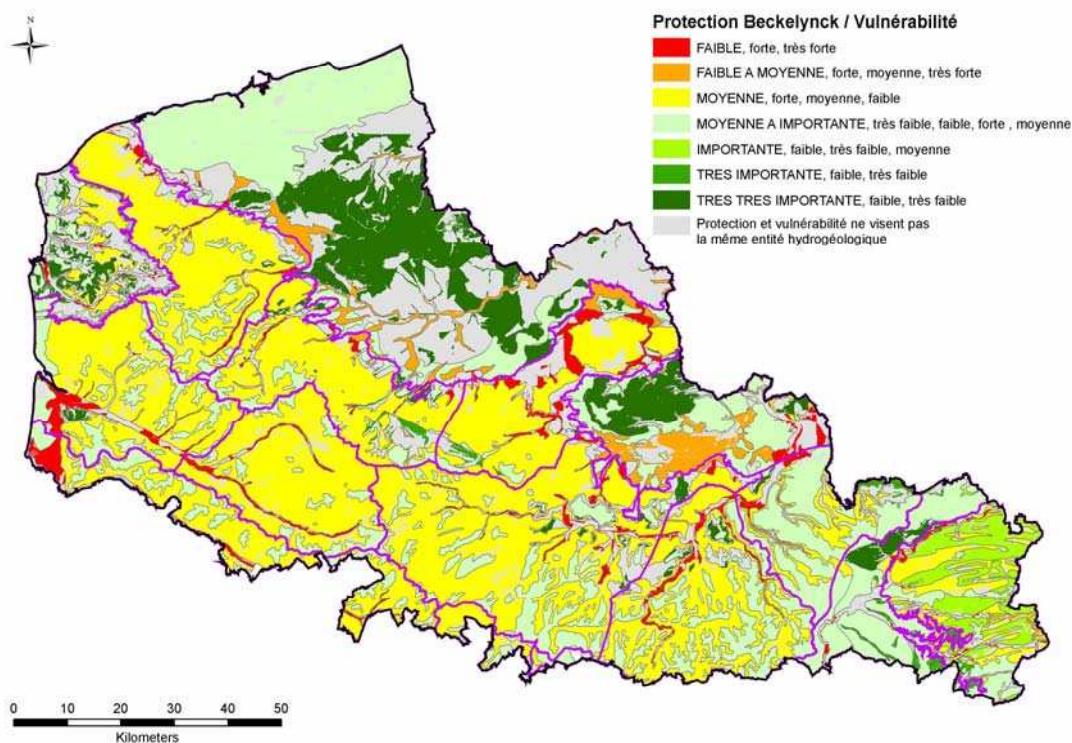 N
Protection Beckelynck / Vulnérabilité
FAIBLE, forte, très forte
FAIBLE A MOYENNE, forte, moyenne, très forte
MOYENNE, forte, moyenne, faible
MOYENNE A IMPORTANTE, très faible, faible, forte , moyenne
IMPORTANTE, faible, très faible, moyenne
TRES IMPORTANTE, faible, très faible
TRES TRES IMPORTANTE, faible, très faible
Protection et vulnérabilité ne visent pas
la même entité hydrogéologique
0 10 20 30 40 50
Kilometers